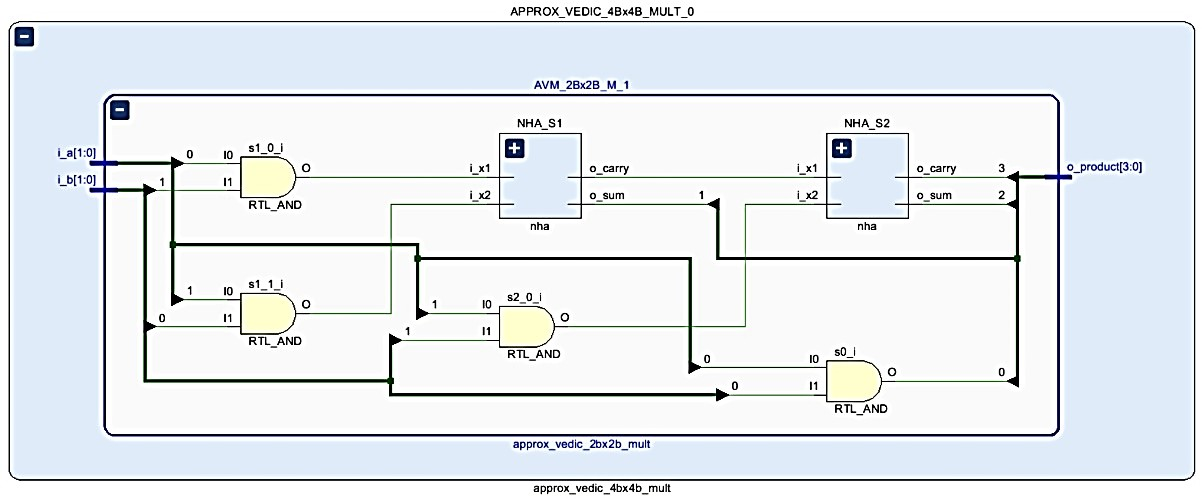 APPROX_VEDIC_4Bx4B_MULT_0
AVM_2Bx2B_M_1
i_a[1:0]
i_b[1:0]
0
1
I0
I1
s1_0_i
O
RTL_AND
NHA_S1
i_x1
i_x2
o_carry
o_sum
nha
1
NHA_S2
i_x1
i_x2
o_carry
o_sum
nha
3
2
o_product[3:0]
1
0
I0
I1
s1_1_i
O
RTL_AND
1
1
I0
I1
s2_0_i
O
RTL_AND
0
0
I0
I1
s0_i
O
RTL_AND
0
approx_vedic_2bx2b_mult
approx_vedic_4bx4b_mult